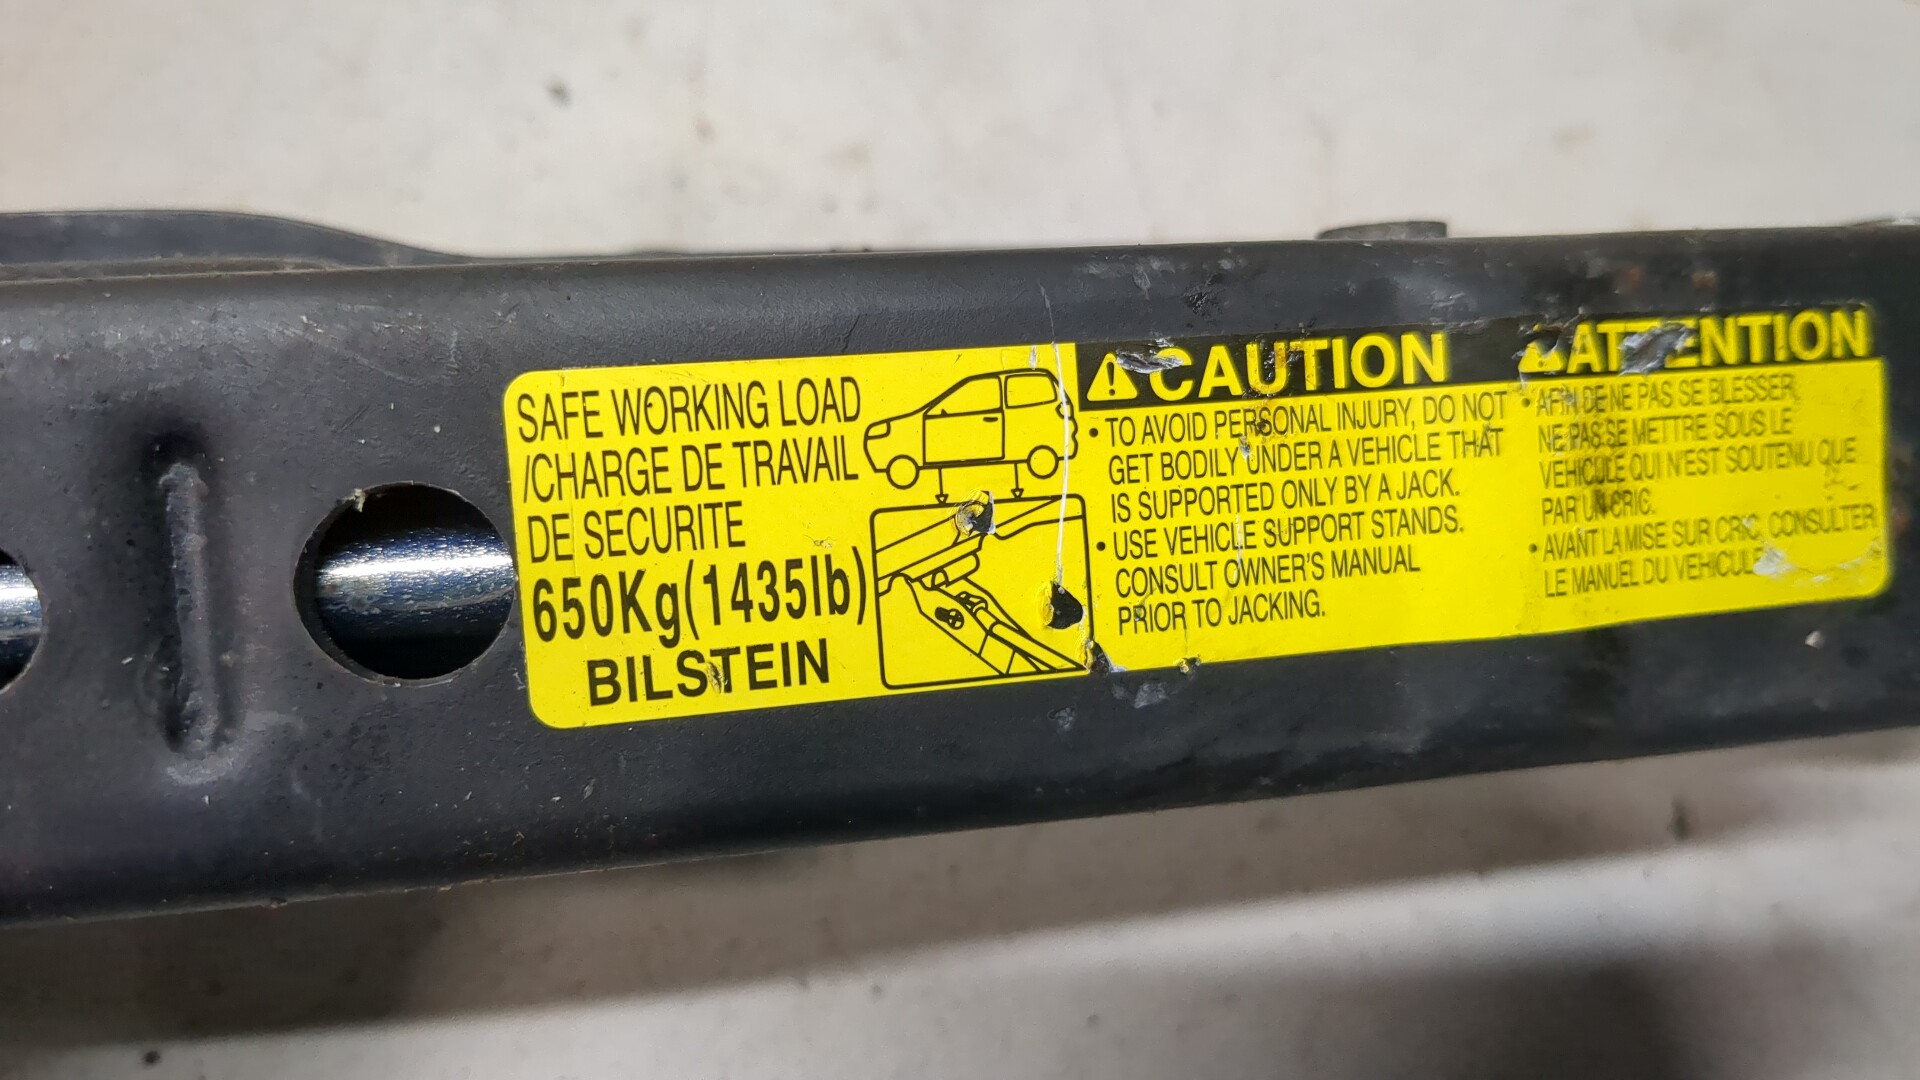 SAFE WORKING LOAD
/CHARGE DE TRAVAIL
DE SECURITE
650Kg(1435lb)
BILSTEIN
CAUTION
• TO AVOID PERSONAL INJURY, DO NOT
GET BODILY UNDER A VEHICLE THAT
IS SUPPORTED ONLY BY A JACK.
• USE VEHICLE SUPPORT STANDS.
CONSULT OWNER'S MANUAL
PRIOR TO JACKING.
ATTENTION
• AFIN DE NE PAS SE BLESSER,
NE PAS SE METTRE SOUS LE
VEHICULE QUI N'EST SOUTENU QUE
PAR UN CRIC.
• AVANT LA MISE SUR CRIC, CONSULTER
LE MANUEL DU VEHICULE